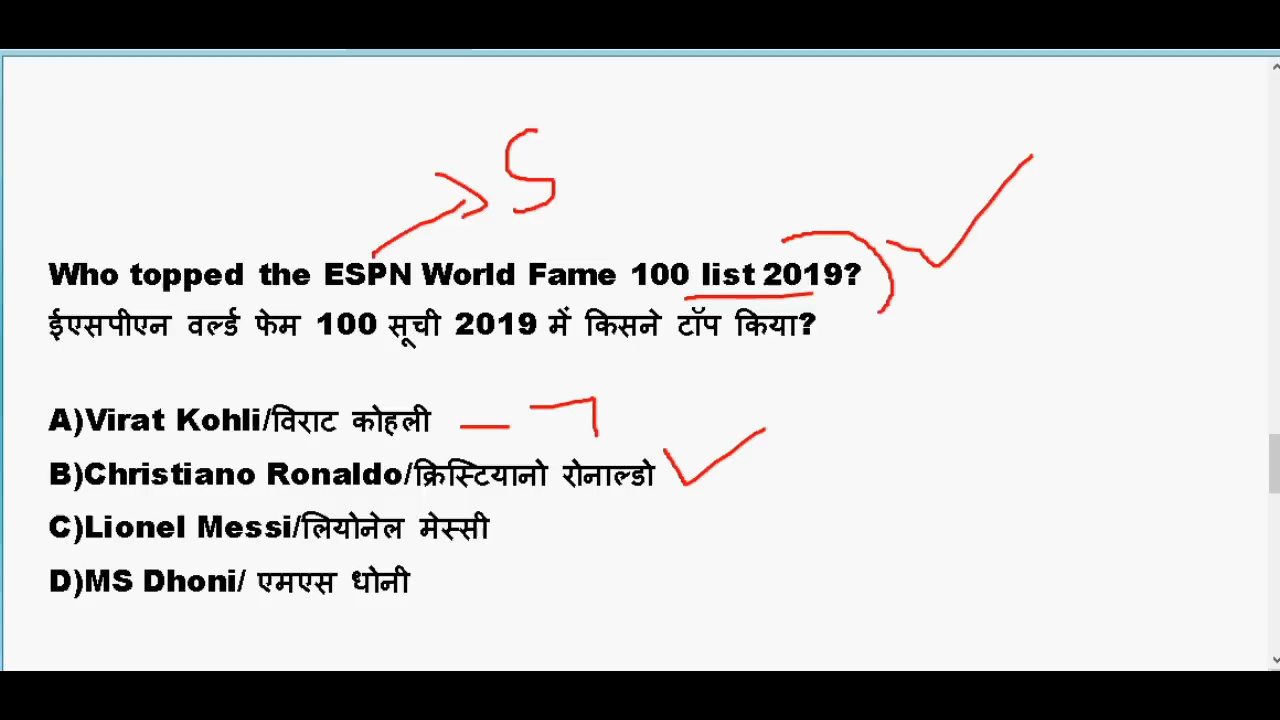 S
Who topped the ESPN World Fame 100 list 2019?
ईएसपीएन वर्ल्ड फेम 100 सूची 2019 में किसने टॉप किया?
A)Virat Kohli/विराट कोहली – 7
B)Christiano Ronaldo/क्रिस्टियानो रोनाल्डो
C)Lionel Messi/लियोनेल मेस्सी
D)MS Dhoni/ एमएस धोनी